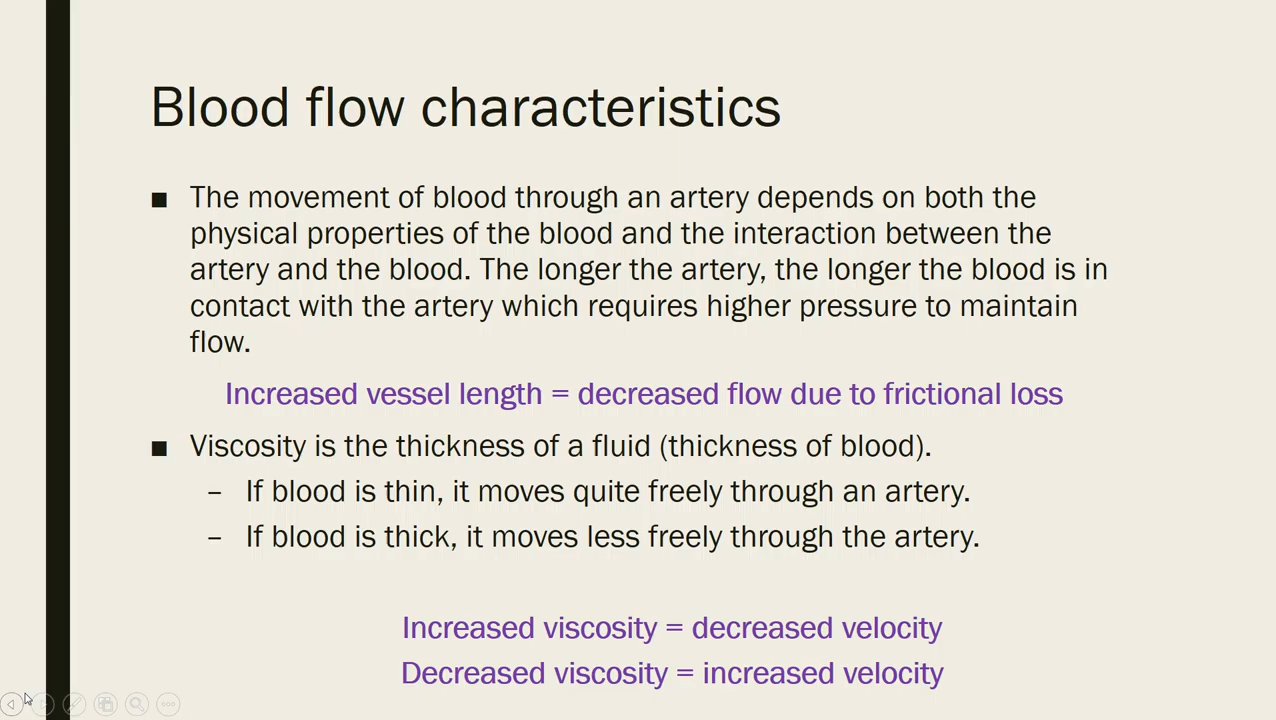 Blood flow characteristics
■ The movement of blood through an artery depends on both the
physical properties of the blood and the interaction between the
artery and the blood. The longer the artery, the longer the blood is in
contact with the artery which requires higher pressure to maintain
flow.
Increased vessel length = decreased flow due to frictional loss
■ Viscosity is the thickness of a fluid (thickness of blood).
– If blood is thin, it moves quite freely through an artery.
– If blood is thick, it moves less freely through the artery.
Increased viscosity = decreased velocity
Decreased viscosity = increased velocity